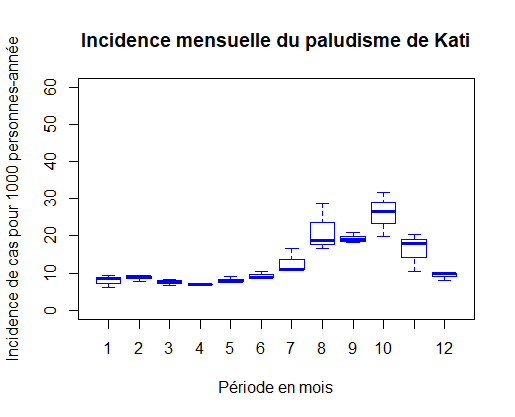 Incidence mensuelle du paludisme de Kati
Incidence de cas pour 1000 personnes-année
60
50
40
30
20
10
0
1 2 3 4 5 6 7 8 9 10 12
Période en mois